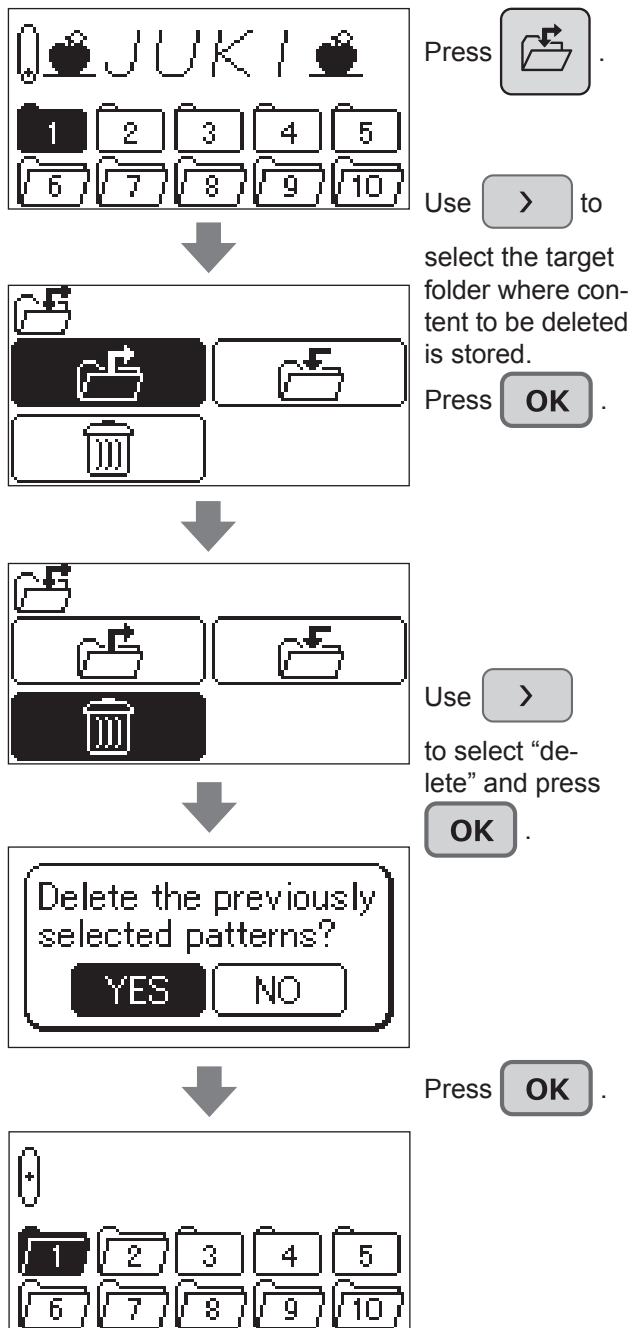 JUKI
1 2 3 4 5
6 7 8 9 10
Press .
Use > to
select the target
folder where con-
tent to be deleted
is stored.
Press OK .
Use >
to select “de-
lete” and press
OK .
Delete the previously
selected patterns?
YES NO
Press OK .
1 2 3 4 5
6 7 8 9 10